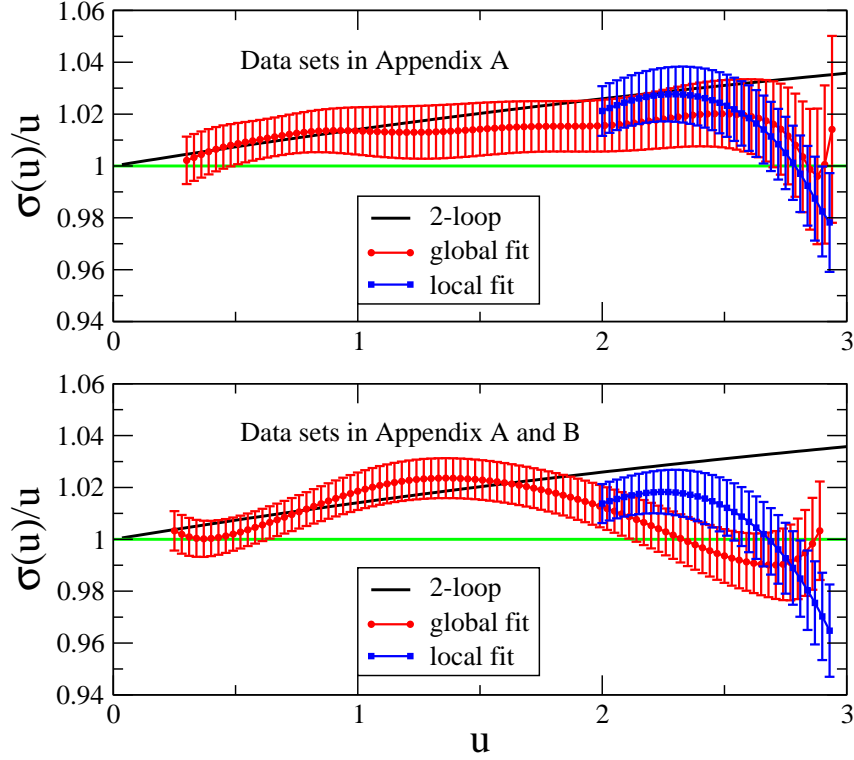 1.06
1.04
1.02
1
0.98
0.96
0.94
σ(u)/u
Data sets in Appendix A
2-loop
global fit
local fit
0
1
2
3
1.06
1.04
1.02
1
0.98
0.96
0.94
σ(u)/u
Data sets in Appendix A and B
2-loop
global fit
local fit
0
1
2
3
u